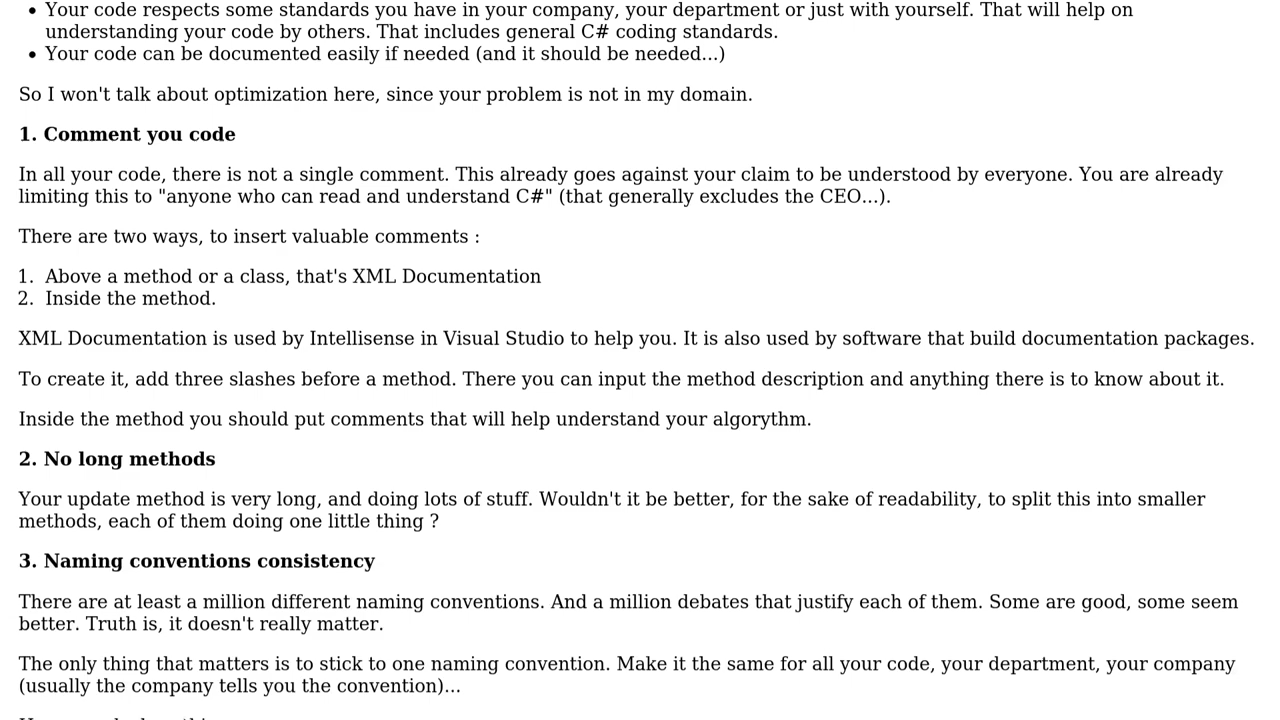 • Your code respects some standards you have in your company, your department or just with yourself. That will help on
understanding your code by others. That includes general C# coding standards.
• Your code can be documented easily if needed (and it should be needed...)
So I won't talk about optimization here, since your problem is not in my domain.
1. Comment you code
In all your code, there is not a single comment. This already goes against your claim to be understood by everyone. You are already
limiting this to "anyone who can read and understand C#" (that generally excludes the CEO...).
There are two ways, to insert valuable comments :
1. Above a method or a class, that's XML Documentation
2. Inside the method.
XML Documentation is used by Intellisense in Visual Studio to help you. It is also used by software that build documentation packages.
To create it, add three slashes before a method. There you can input the method description and anything there is to know about it.
Inside the method you should put comments that will help understand your algorythm.
2. No long methods
Your update method is very long, and doing lots of stuff. Wouldn't it be better, for the sake of readability, to split this into smaller
methods, each of them doing one little thing ?
3. Naming conventions consistency
There are at least a million different naming conventions. And a million debates that justify each of them. Some are good, some seem
better. Truth is, it doesn't really matter.
The only thing that matters is to stick to one naming convention. Make it the same for all your code, your department, your company
(usually the company tells you the convention)...